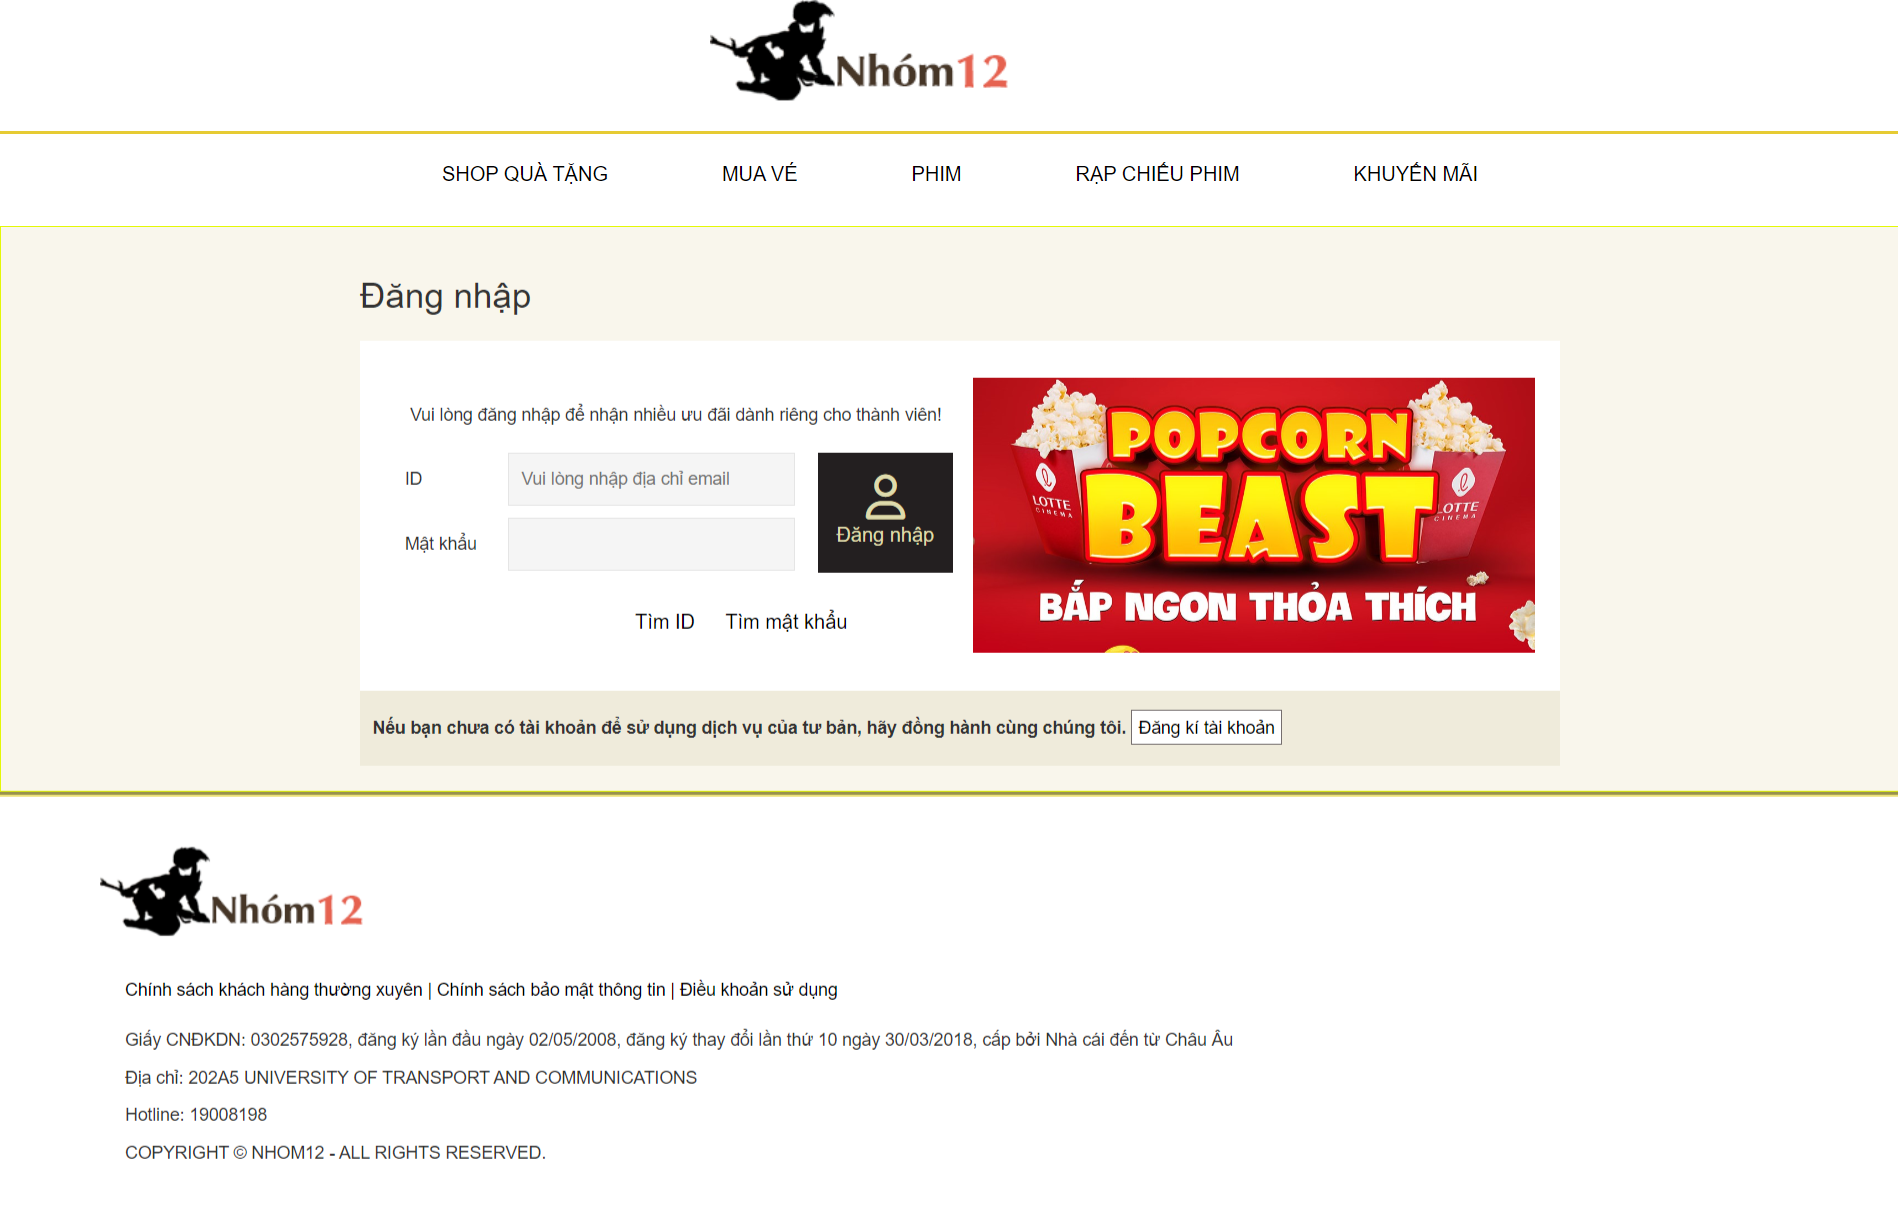 Nhóm12
SHOP QUÀ TẶNG
MUA VÉ
PHIM
RẠP CHIẾU PHIM
KHUYẾN MÃI
Đăng nhập
Vui lòng đăng nhập để nhận nhiều ưu đãi dành riêng cho thành viên!
ID
Vui lòng nhập địa chỉ email
Mật khẩu
Đăng nhập
Tìm ID
Tìm mật khẩu
POPCORN
BEAST
LOTTE
CINEMA
LOTTE
CINEMA
BẮP NGON THỎA THÍCH
Nếu bạn chưa có tài khoản để sử dụng dịch vụ của tư bản, hãy đồng hành cùng chúng tôi. Đăng kí tài khoản
Nhóm12
Chính sách khách hàng thường xuyên | Chính sách bảo mật thông tin | Điều khoản sử dụng
Giấy CNĐKDN: 0302575928, đăng ký lần đầu ngày 02/05/2008, đăng ký thay đổi lần thứ 10 ngày 30/03/2018, cấp bởi Nhà cái đến từ Châu Âu
Địa chỉ: 202A5 UNIVERSITY OF TRANSPORT AND COMMUNICATIONS
Hotline: 19008198
COPYRIGHT © NHOM12 - ALL RIGHTS RESERVED.